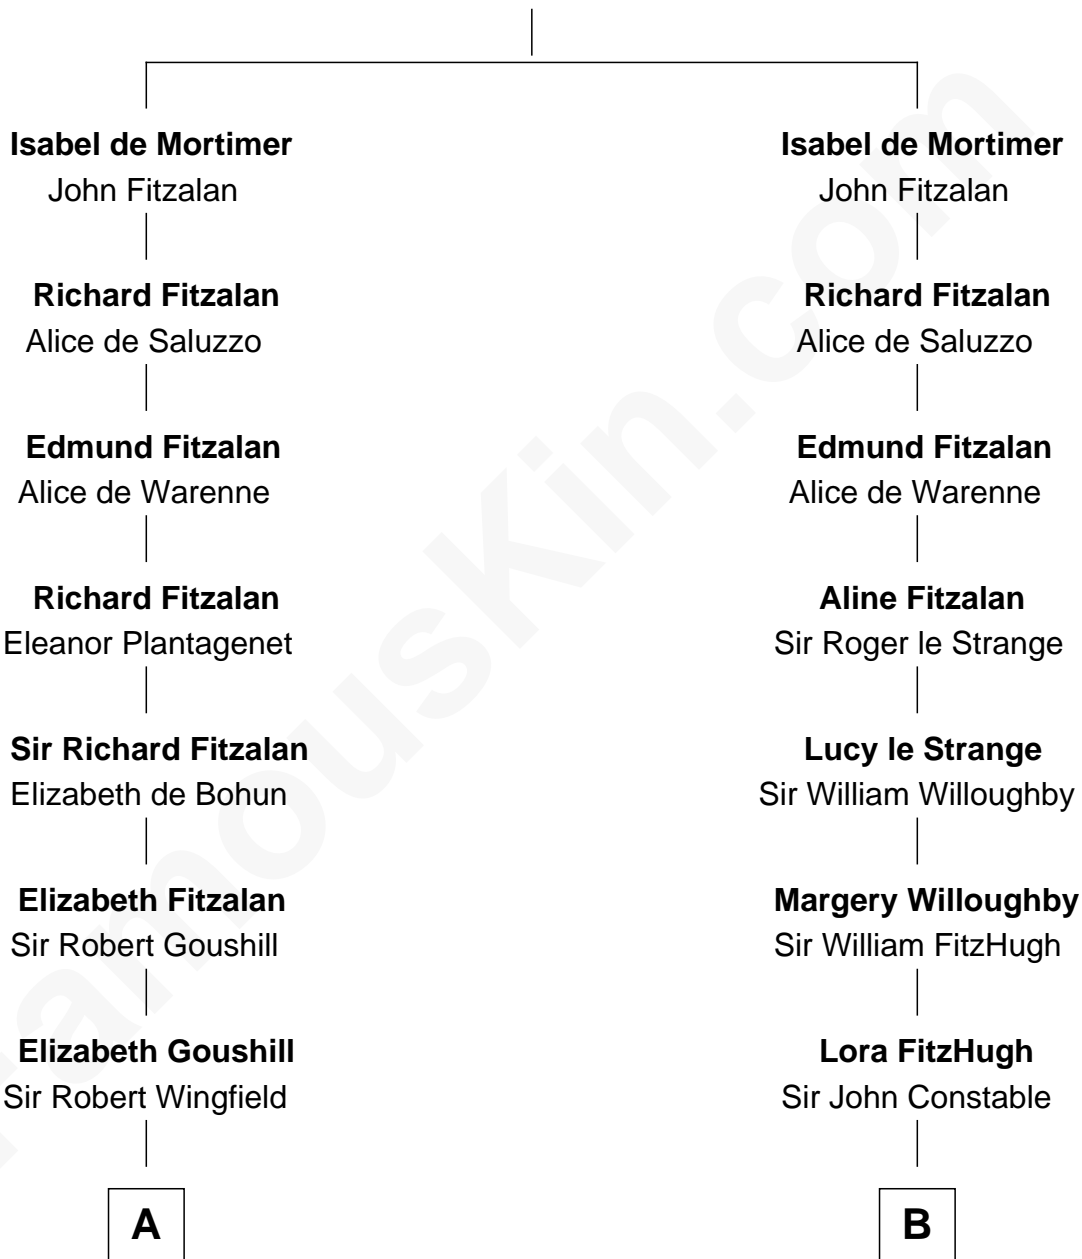 Isabel de Mortimer
John Fitzalan
Richard Fitzalan
Alice de Saluzzo
Edmund Fitzalan
Alice de Warenne
Richard Fitzalan
Eleanor Plantagenet
Sir Richard Fitzalan
Elizabeth de Bohun
Elizabeth Fitzalan
Sir Robert Goushill
Elizabeth Goushill
Sir Robert Wingfield
A
Isabel de Mortimer
John Fitzalan
Richard Fitzalan
Alice de Saluzzo
Edmund Fitzalan
Alice de Warenne
Aline Fitzalan
Sir Roger le Strange
Lucy le Strange
Sir William Willoughby
Margery Willoughby
Sir William FitzHugh
Lora FitzHugh
Sir John Constable
B
FamousKin.com